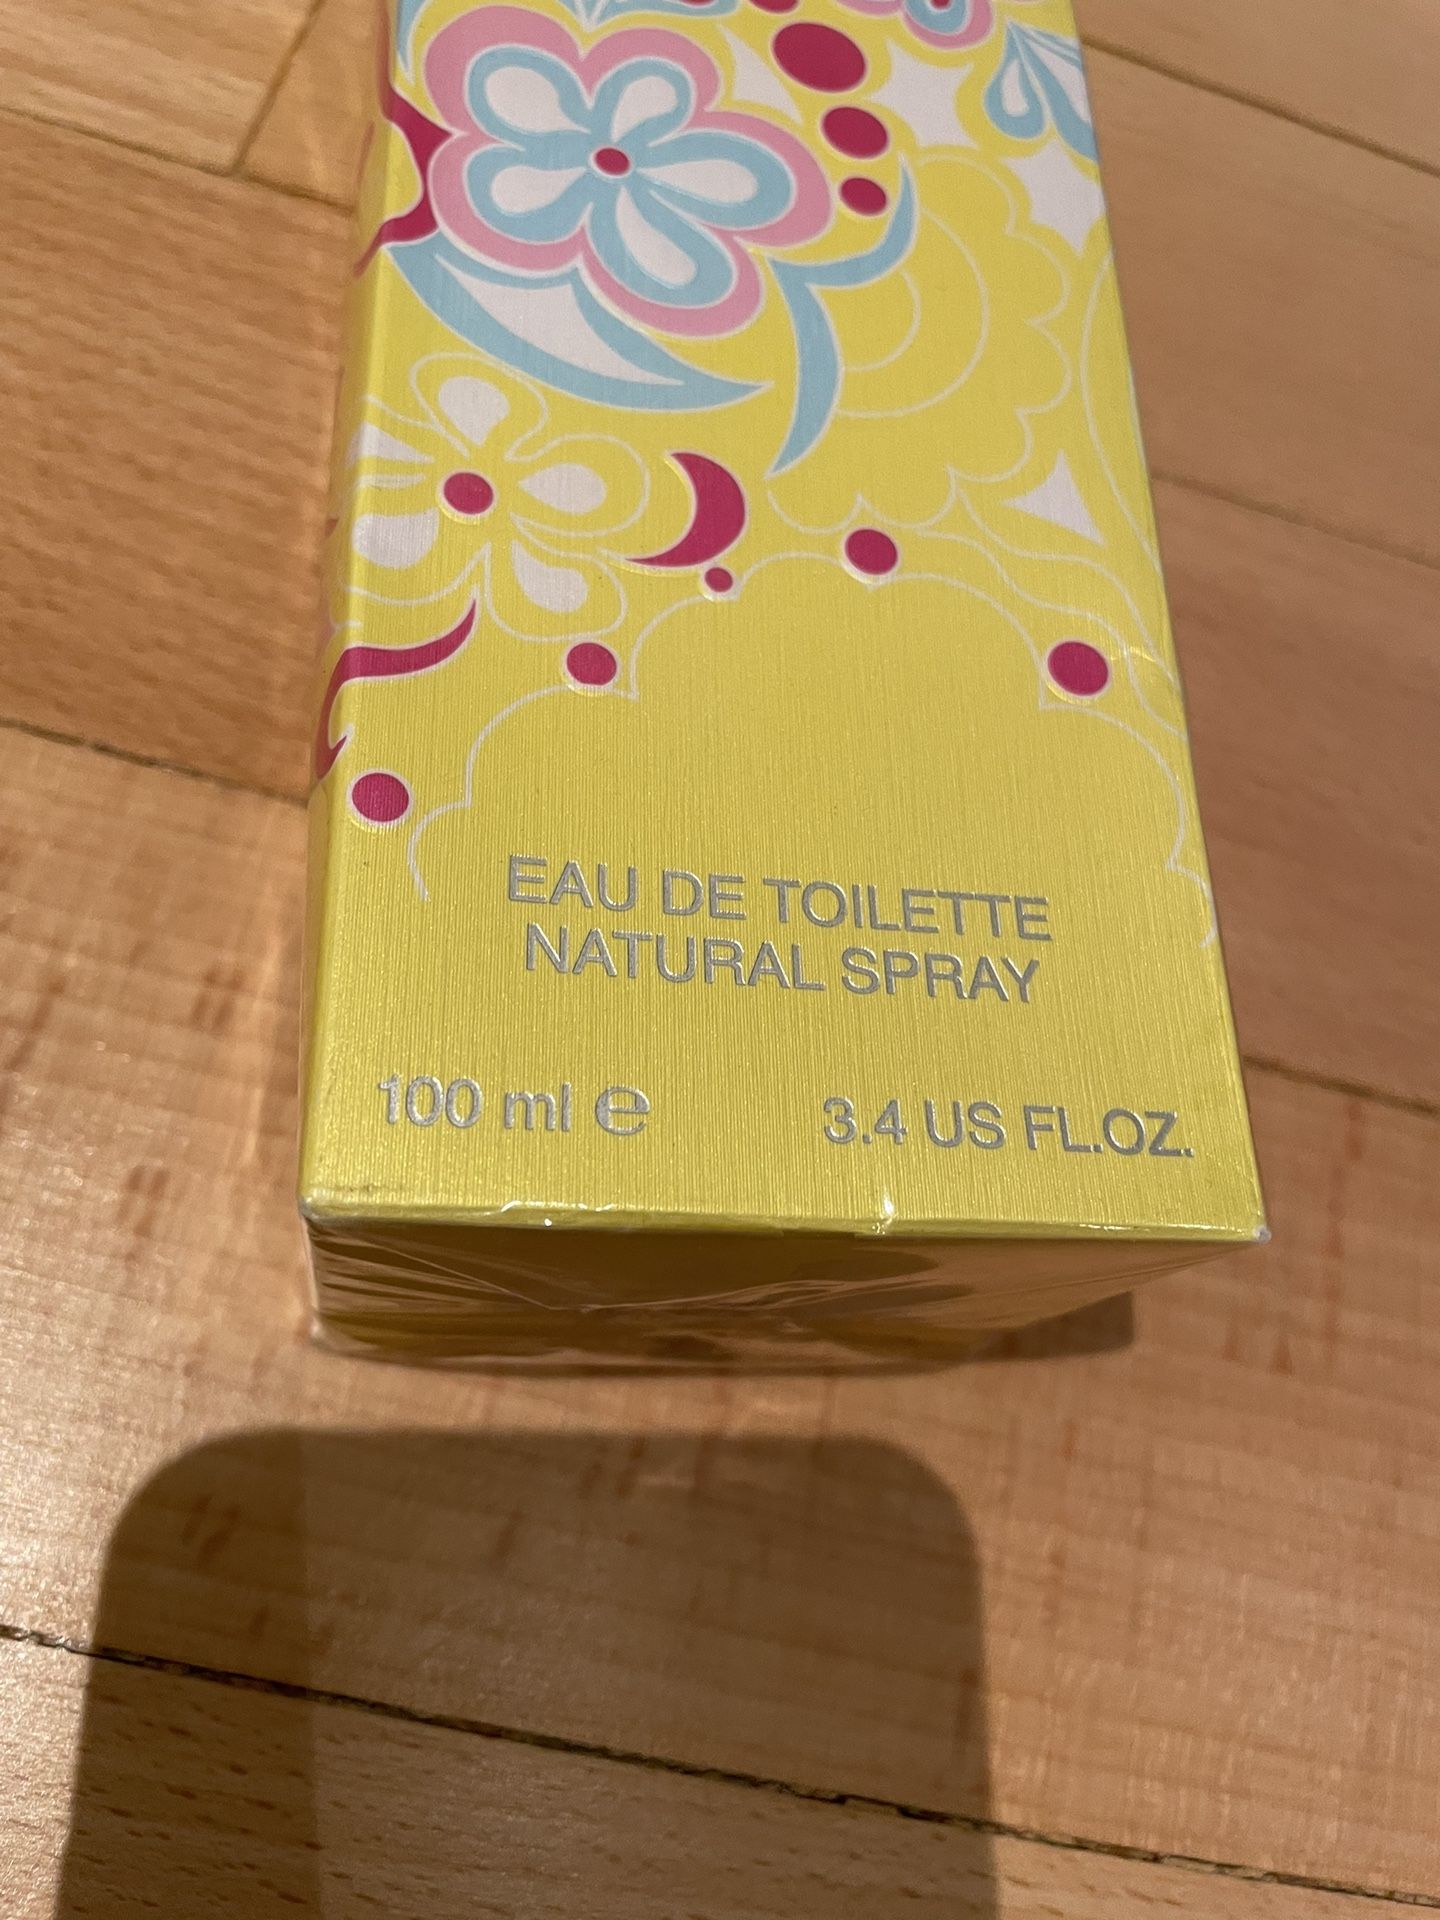 EAU DE TOILETTE
NATURAL SPRAY
100 ml ℮ 3.4 US FL.OZ.